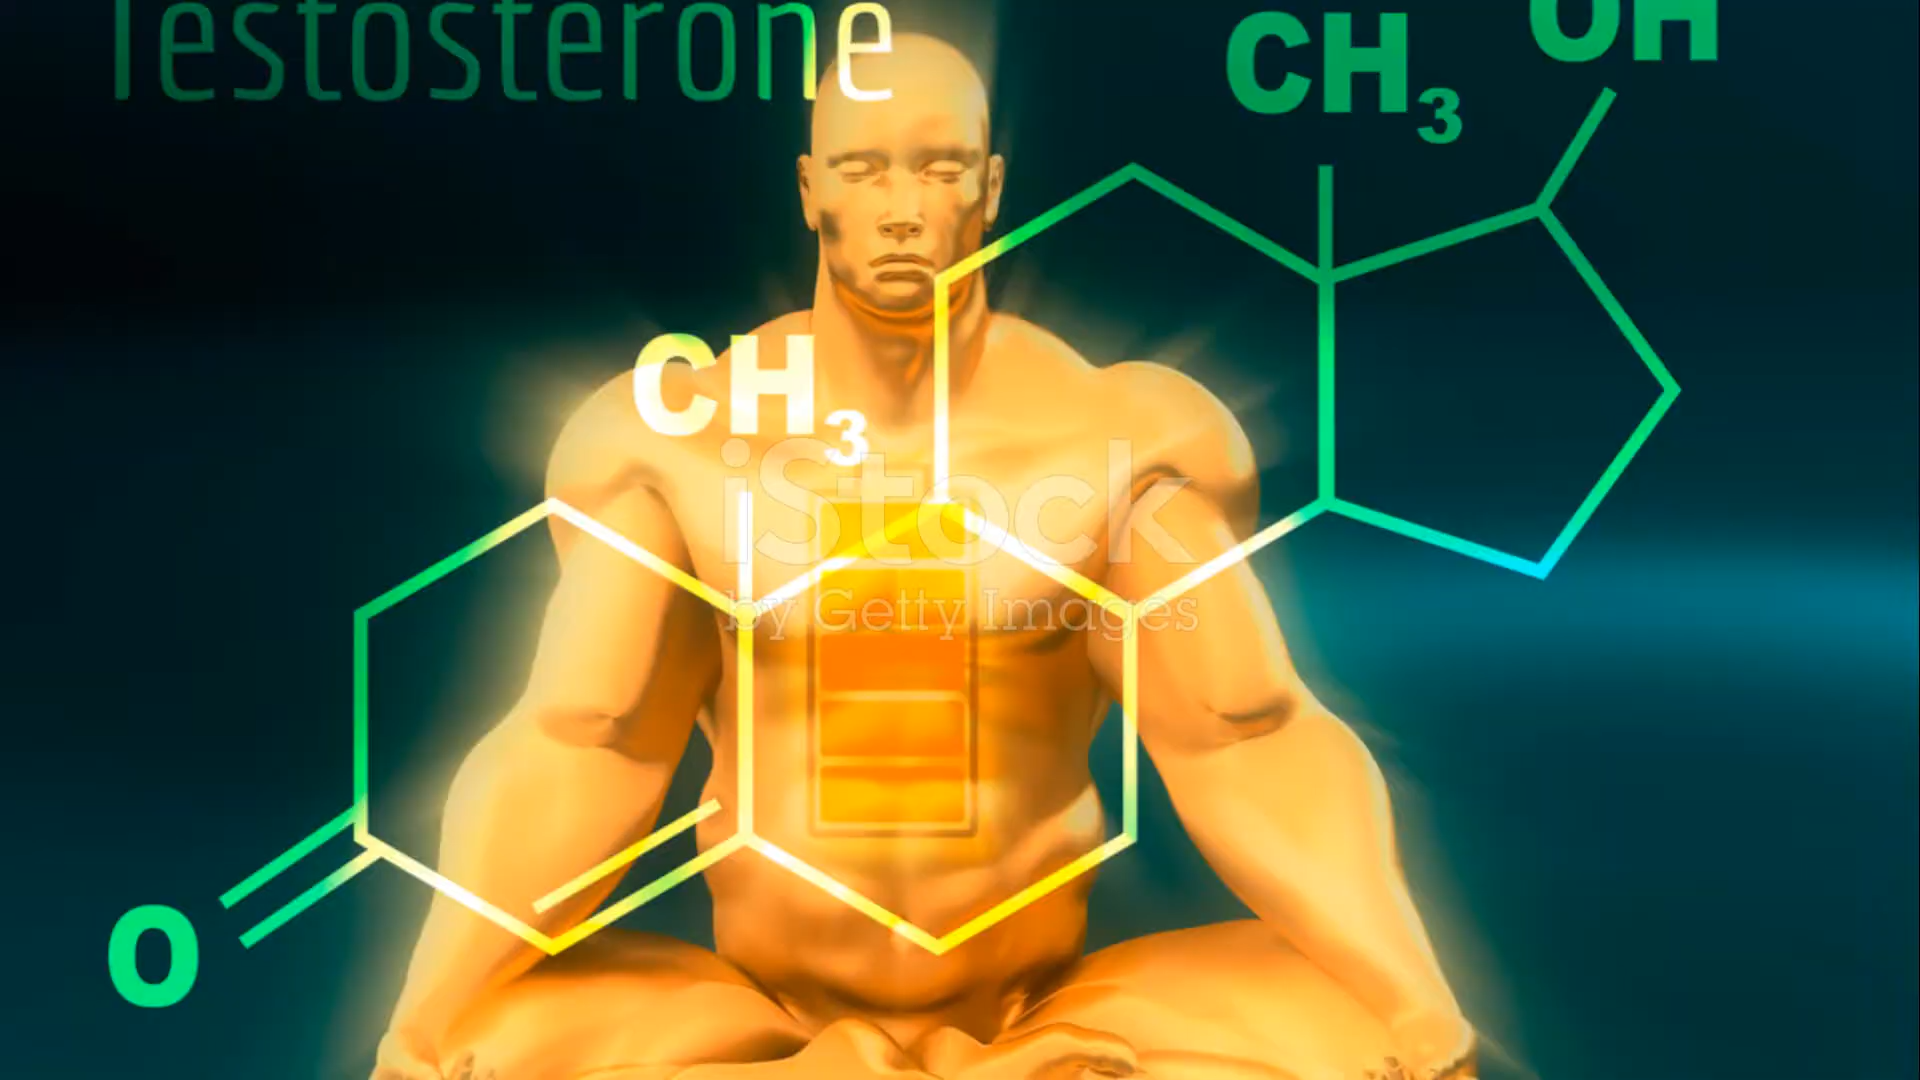 Testosterone
OH
CH3
CH3
iStock
by Getty Images
O